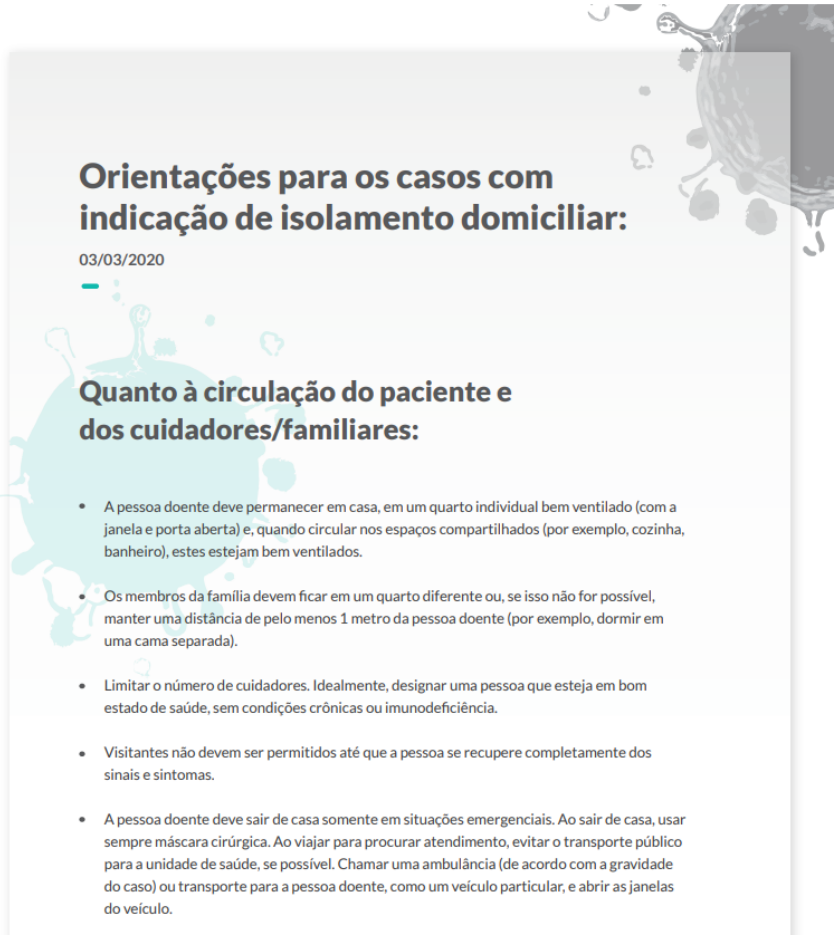 Orientações para os casos com
indicação de isolamento domiciliar:
03/03/2020
Quanto à circulação do paciente e
dos cuidadores/familiares:
• A pessoa doente deve permanecer em casa, em um quarto individual bem ventilado (com a
janela e porta aberta) e, quando circular nos espaços compartilhados (por exemplo, cozinha,
banheiro), estes estejam bem ventilados.
• Os membros da família devem ficar em um quarto diferente ou, se isso não for possível,
manter uma distância de pelo menos 1 metro da pessoa doente (por exemplo, dormir em
uma cama separada).
• Limitar o número de cuidadores. Idealmente, designar uma pessoa que esteja em bom
estado de saúde, sem condições crônicas ou imunodeficiência.
• Visitantes não devem ser permitidos até que a pessoa se recupere completamente dos
sinais e sintomas.
• A pessoa doente deve sair de casa somente em situações emergenciais. Ao sair de casa, usar
sempre máscara cirúrgica. Ao viajar para procurar atendimento, evitar o transporte público
para a unidade de saúde, se possível. Chamar uma ambulância (de acordo com a gravidade
do caso) ou transporte para a pessoa doente, como um veículo particular, e abrir as janelas
do veículo.